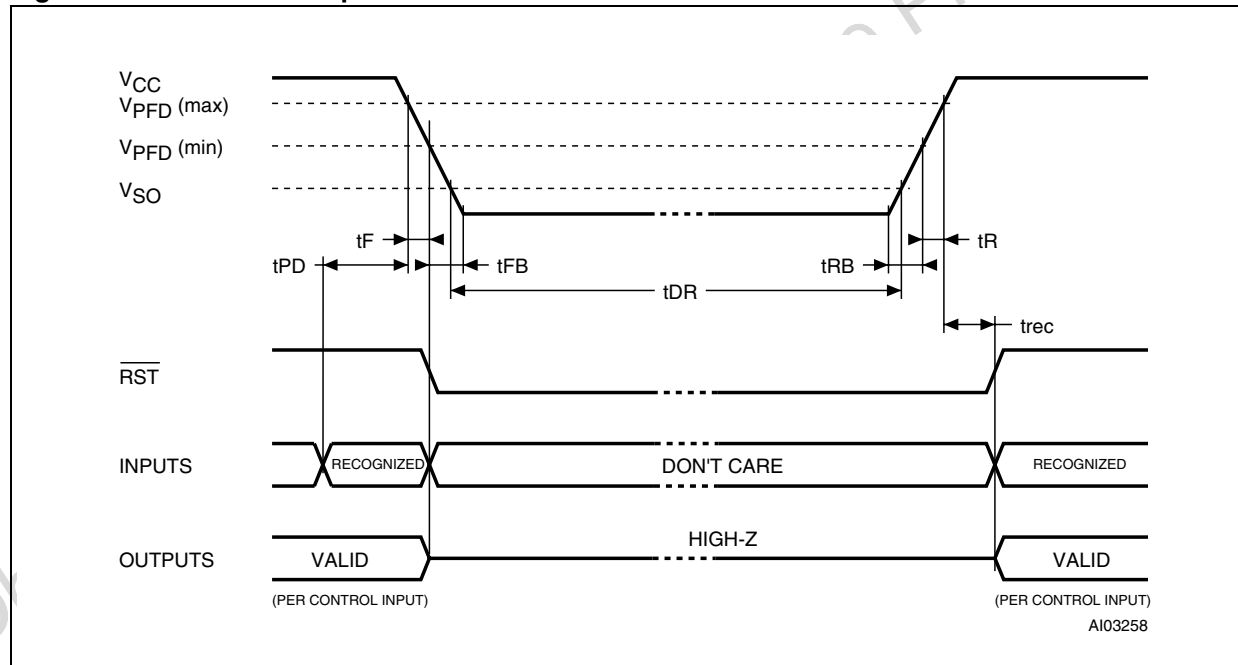 VCC
VPFD (max)
VPFD (min)
VSO
tF
tR
tPD
tFB
tRB
tDR
trec
RST
INPUTS
RECOGNIZED
DON'T CARE
RECOGNIZED
HIGH-Z
OUTPUTS
VALID
VALID
(PER CONTROL INPUT)
(PER CONTROL INPUT)
AI03258